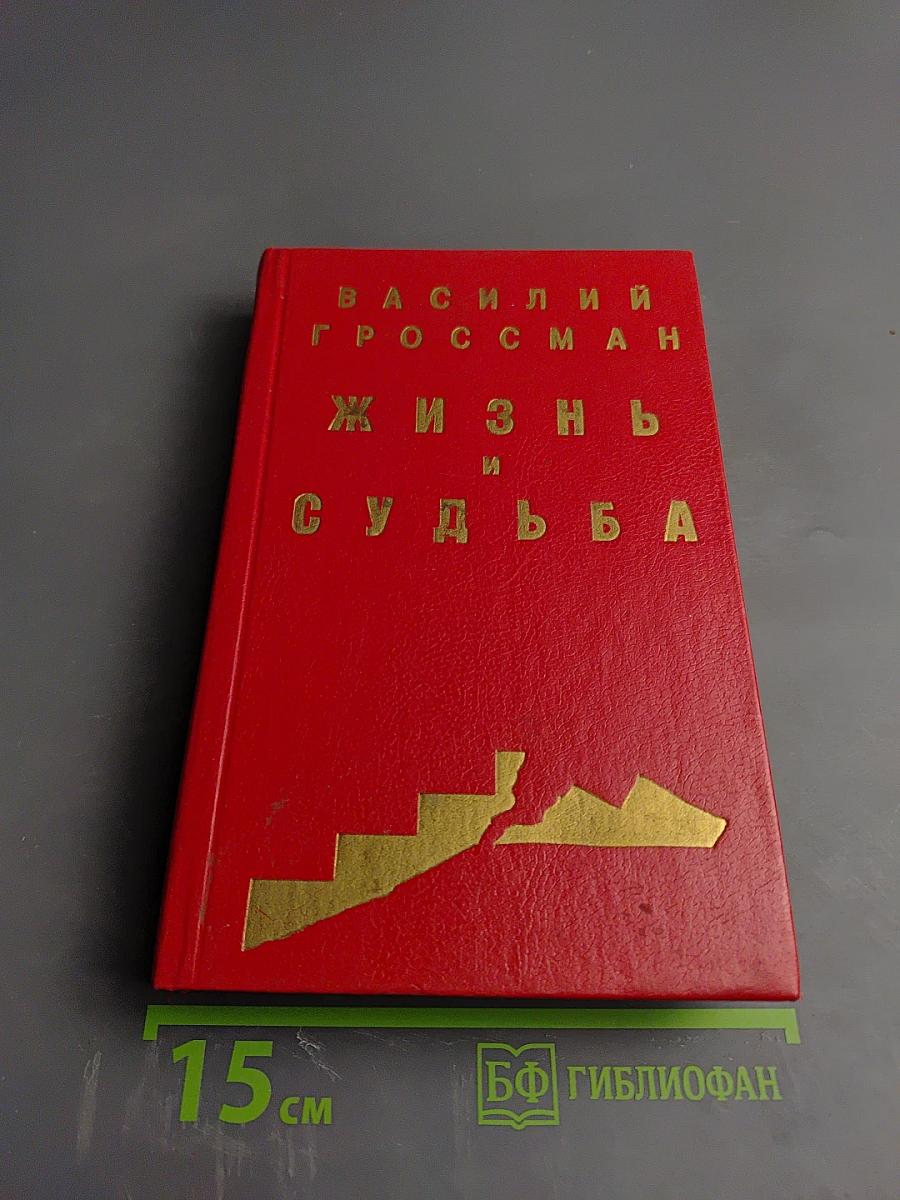 ВАСИЛИЙ
ГРОССМАН
ЖИЗНЬ
и
СУДЬБА
15 см
БФ ГИБЛИОФАН